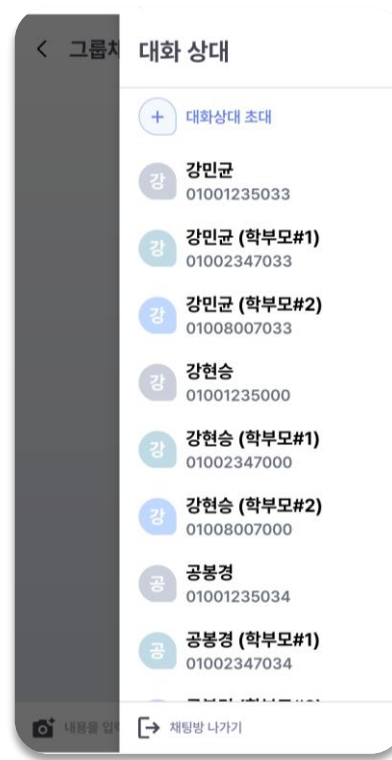 그룹채
대화 상대
대화상대 초대
강
강민균
01001235033
강
강민균 (학부모#1)
01002347033
강
강민균 (학부모#2)
01008007033
강
강현승
01001235000
강
강현승 (학부모#1)
01002347000
강
강현승 (학부모#2)
01008007000
공
공봉경
01001235034
공
공봉경 (학부모#1)
01002347034
내용을 입력
채팅방 나가기